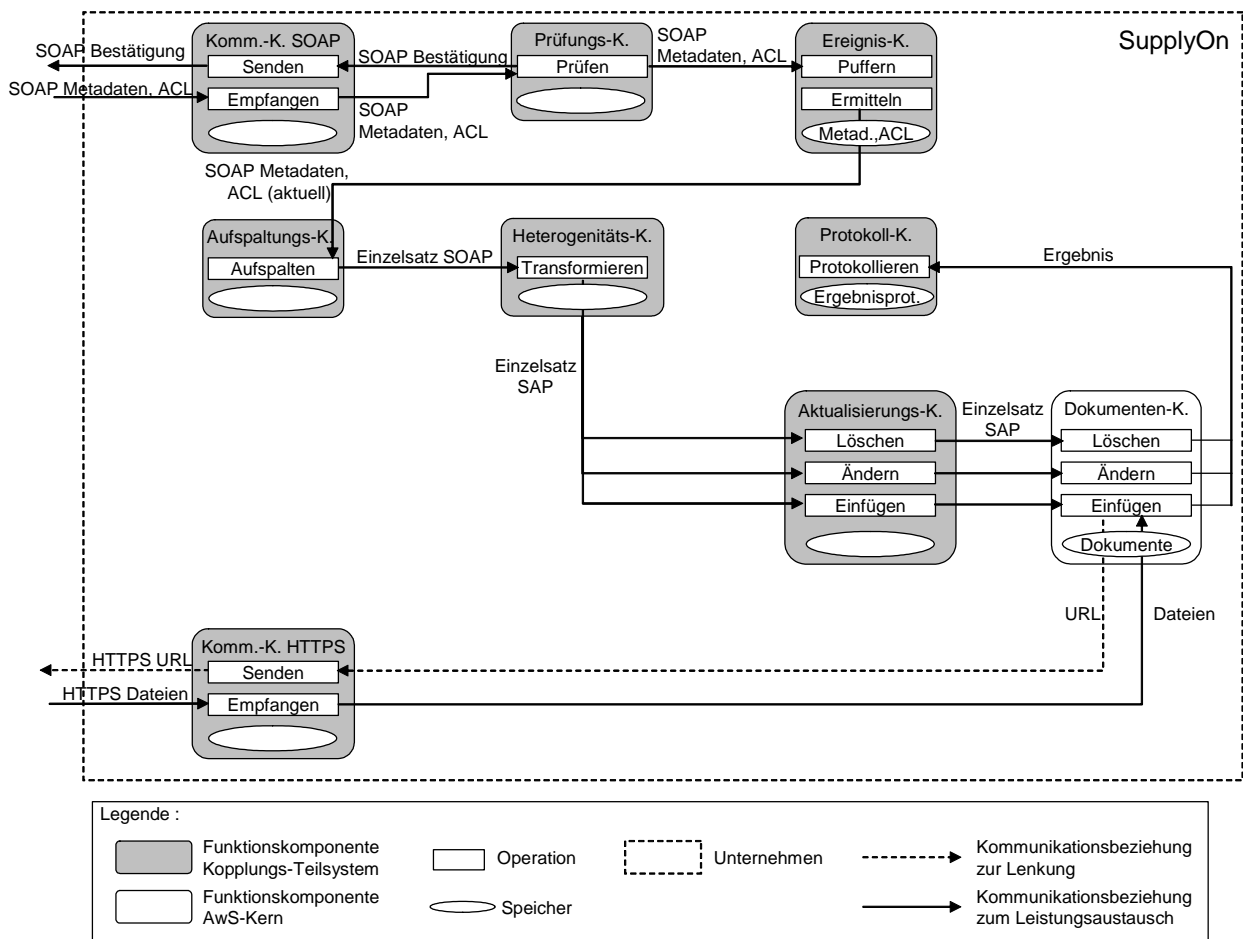 SupplyOn
Komm.-K. SOAP
Senden
Empfangen
SOAP Bestätigung
SOAP Metadaten, ACL
SOAP Bestätigung
SOAP
Metadaten, ACL
Prüfungs-K.
Prüfen
SOAP
Metadaten, ACL
Ereignis-K.
Puffern
Ermitteln
Metad.,ACL
SOAP Metadaten,
ACL (aktuell)
Aufspaltungs-K.
Aufspalten
Einzelsatz SOAP
Heterogenitäts-K.
Transformieren
Protokoll-K.
Protokollieren
Ergebnisprot.
Ergebnis
Einzelsatz
SAP
Aktualisierungs-K.
Löschen
Ändern
Einfügen
Einzelsatz
SAP
Dokumenten-K.
Löschen
Ändern
Einfügen
Dokumente
URL
Dateien
Komm.-K. HTTPS
Senden
Empfangen
HTTPS URL
HTTPS Dateien
Legende :
Funktionskomponente
Kopplungs-Teilsystem
Funktionskomponente
AwS-Kern
Operation
Speicher
Unternehmen
Kommunikationsbeziehung
zur Lenkung
Kommunikationsbeziehung
zum Leistungsaustausch